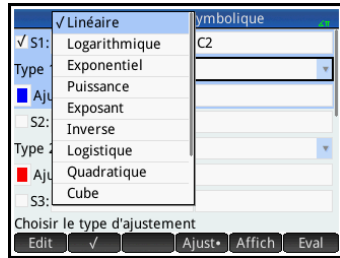 ymbolique
√ Linéaire
Logarithmique
Exponentiel
Puissance
Exposant
Inverse
Logistique
Quadratique
Cube
√ S1: C2
Type 1
Aju
S2:
Type 2
Aju
S3:
Choisir le type d'ajustement
Edit √ Ajust• Affich Eval